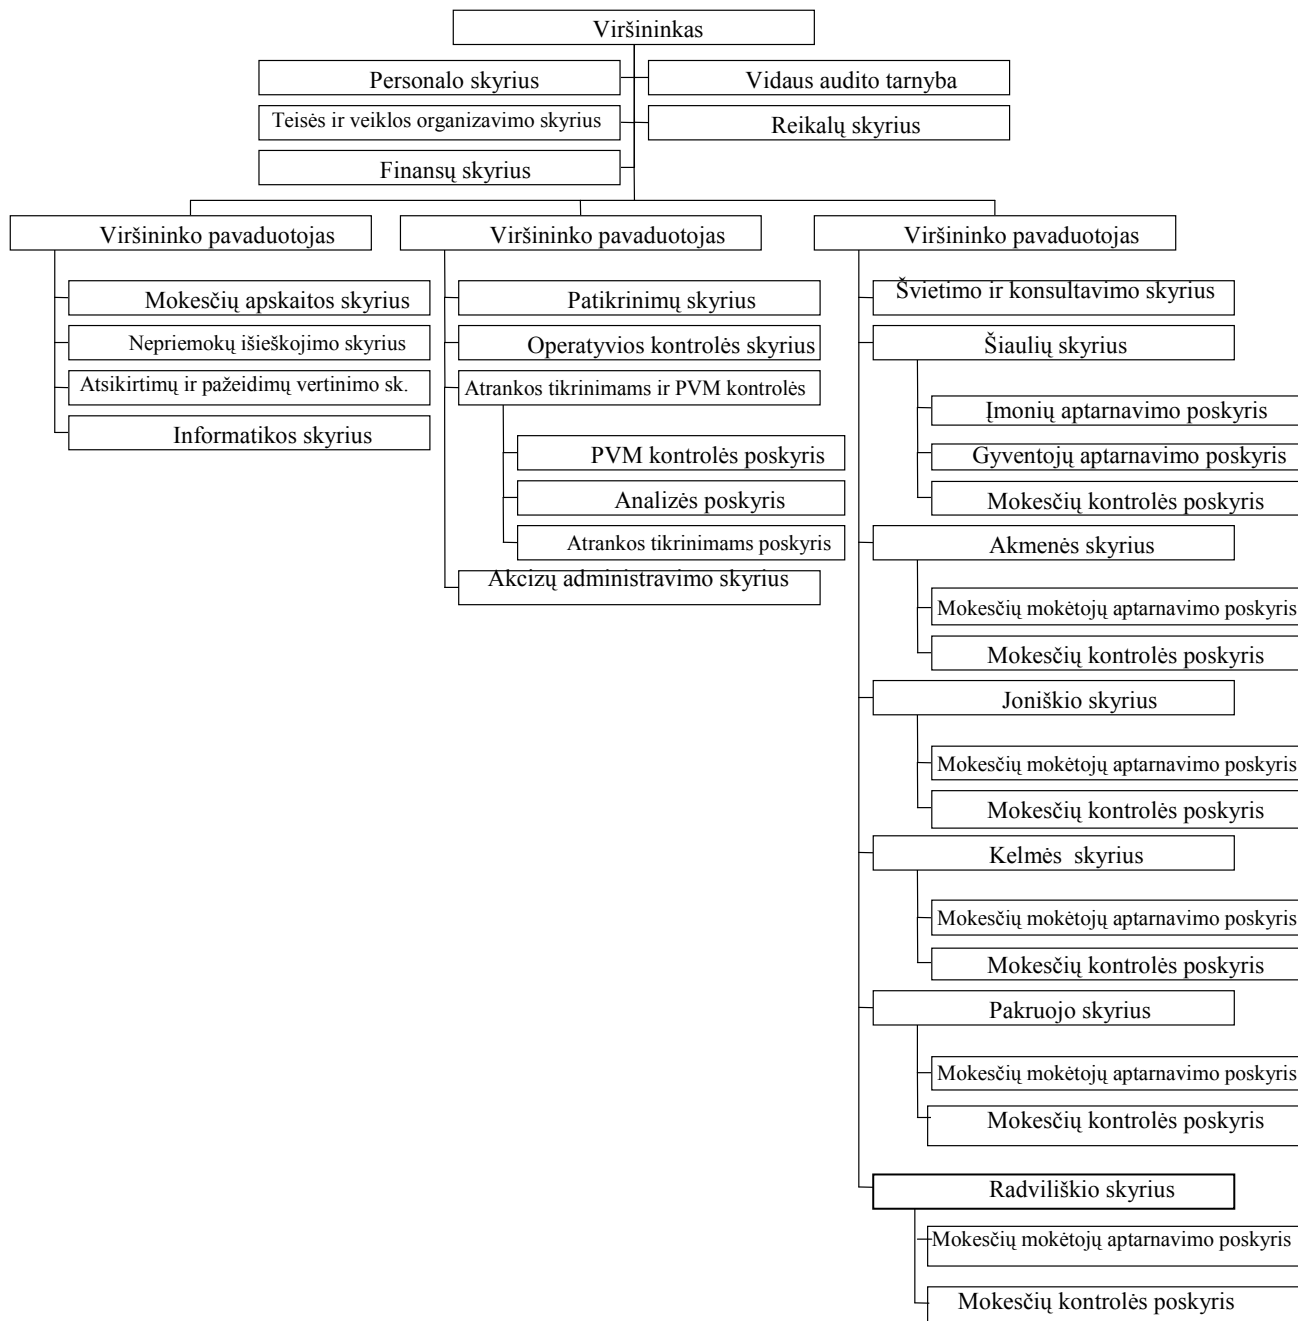 Viršininkas
Personalo skyrius
Vidaus audito tarnyba
Teisės ir veiklos organizavimo skyrius
Reikalų skyrius
Finansų skyrius
Viršininko pavaduotojas
Mokesčių apskaitos skyrius
Nepriemokų išieškojimo skyrius
Atsikirtimų ir pažeidimų vertinimo sk.
Informatikos skyrius
Viršininko pavaduotojas
Patikrinimų skyrius
Operatyvios kontrolės skyrius
Atrankos tikrinimams ir PVM kontrolės
PVM kontrolės poskyris
Analizės poskyris
Atrankos tikrinimams poskyris
Akcizų administravimo skyrius
Viršininko pavaduotojas
Švietimo ir konsultavimo skyrius
Šiaulių skyrius
Įmonių aptarnavimo poskyris
Gyventojų aptarnavimo poskyris
Mokesčių kontrolės poskyris
Akmenės skyrius
Mokesčių mokėtojų aptarnavimo poskyris
Mokesčių kontrolės poskyris
Joniškio skyrius
Mokesčių mokėtojų aptarnavimo poskyris
Mokesčių kontrolės poskyris
Kelmės skyrius
Mokesčių mokėtojų aptarnavimo poskyris
Mokesčių kontrolės poskyris
Pakruojo skyrius
Mokesčių mokėtojų aptarnavimo poskyris
Mokesčių kontrolės poskyris
Radviliškio skyrius
Mokesčių mokėtojų aptarnavimo poskyris
Mokesčių kontrolės poskyris